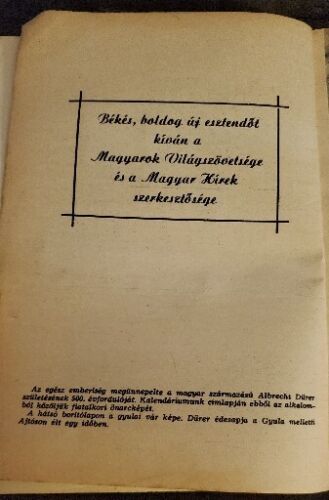 Békés, boldog új esztendőt
kíván a
Magyarok Világszövetsége
és a Magyar Hírek
szerkesztősége
Az egész emberiség megünnepelte a magyar származású Albrecht Dürer
születésének 500. évfordulóját. Kalendáriumunk címlapján ebből az alkalom-
ból közöljük fiatalkori önarcképét.
A hátsó borítólapon a gyulai vár képe. Dürer édesapja a Gyula melletti
Ajtóson élt egy időben.